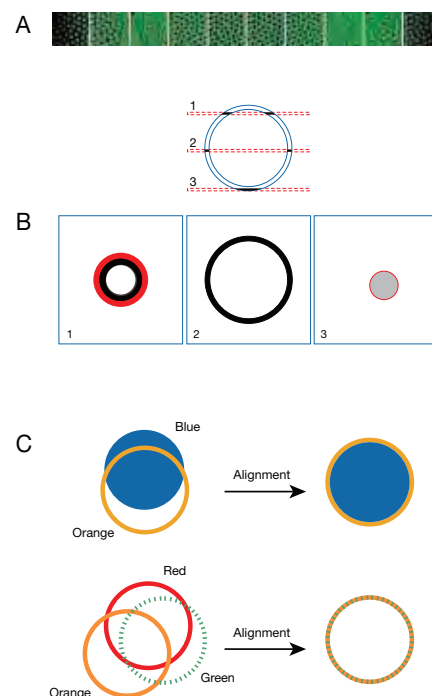 A
1
2
3
B
1
2
3
C
Blue
Alignment
Orange
Red
Alignment
Green
Orange